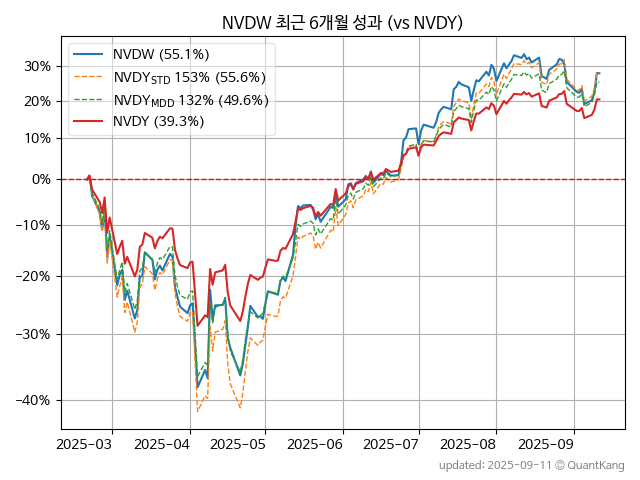 NVDW 최근 6개월 성과 (vs NVDY)
NVDW (55.1%)
NVDYSTD 153% (55.6%)
NVDYMDD 132% (49.6%)
NVDY (39.3%)
30%
20%
10%
0%
−10%
−20%
−30%
−40%
2025-03 2025-04 2025-05 2025-06 2025-07 2025-08 2025-09
updated: 2025-09-11 © QuantKang